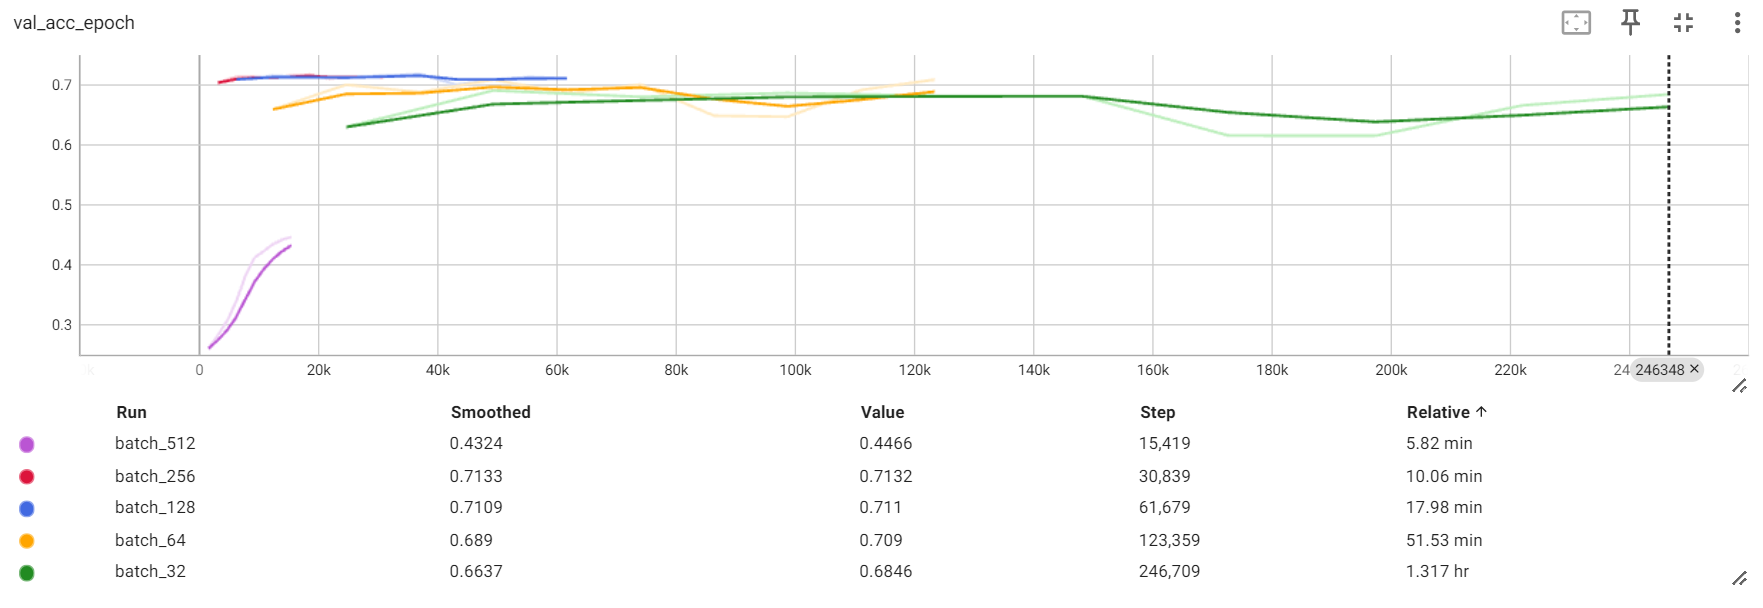 val_acc_epoch
0.7
0.6
0.5
0.4
0.3
0 20k 40k 60k 80k 100k 120k 140k 160k 180k 200k 220k 24 246348 ✕
Run Smoothed Value Step Relative ↑
batch_512 0.4324 0.4466 15,419 5.82 min
batch_256 0.7133 0.7132 30,839 10.06 min
batch_128 0.7109 0.711 61,679 17.98 min
batch_64 0.689 0.709 123,359 51.53 min
batch_32 0.6637 0.6846 246,709 1.317 hr